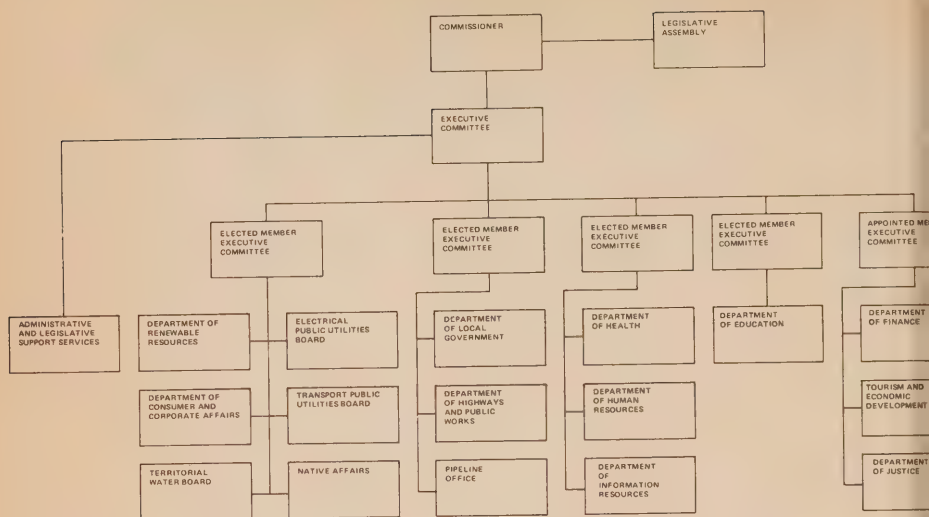 COMMISSIONER
LEGISLATIVE
ASSEMBLY
EXECUTIVE
COMMITTEE
ELECTED MEMBER
EXECUTIVE
COMMITTEE
ELECTED MEMBER
EXECUTIVE
COMMITTEE
ELECTED MEMBER
EXECUTIVE
COMMITTEE
ELECTED MEMBER
EXECUTIVE
COMMITTEE
APPOINTED
EXECUTIVE
COMMITTEE
ADMINISTRATIVE
AND LEGISLATIVE
SUPPORT SERVICES
DEPARTMENT OF
RENEWABLE
RESOURCES
ELECTRICAL
PUBLIC UTILITIES
BOARD
DEPARTMENT
OF LOCAL
GOVERNMENT
DEPARTMENT
OF HEALTH
DEPARTMENT
OF EDUCATION
DEPARTMENT
OF FINANCE
DEPARTMENT OF
CONSUMER AND
CORPORATE AFFAIRS
TRANSPORT PUBLIC
UTILITIES BOARD
DEPARTMENT
OF HIGHWAYS
AND PUBLIC
WORKS
DEPARTMENT
OF HUMAN
RESOURCES
TOURISM AND
ECONOMIC
DEVELOPMENT
TERRITORIAL
WATER BOARD
NATIVE AFFAIRS
PIPELINE
OFFICE
DEPARTMENT
OF
INFORMATION
RESOURCES
DEPARTMENT
OF JUSTICE